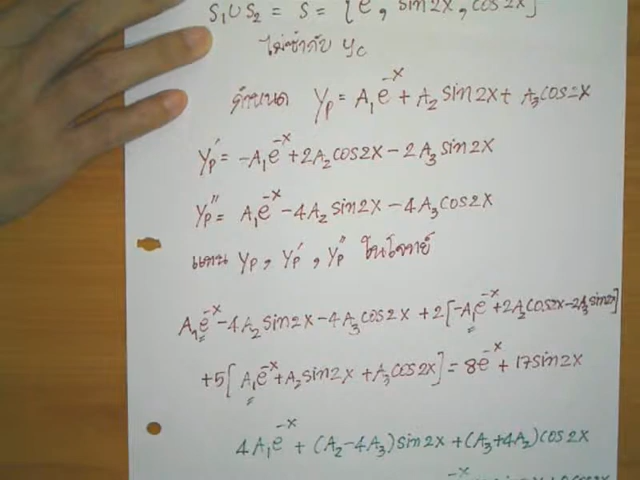 S₁∪S₂ = S = {e , sin2x, cos2x}
ไม่ซ้ำกับ y_c
กำหนด y_p = A₁e^{-x} + A₂ sin2x + A₃cos2x
y_p' = -A₁e^{-x} + 2A₂cos2x - 2A₃sin2x
y_p'' = A₁e^{-x} - 4A₂sin2x - 4A₃cos2x
แทน y_p, y_p', y_p'' ในโจทย์
A₁e^{-x} - 4A₂sin2x - 4A₃cos2x + 2[-A₁e^{-x} + 2A₂cos2x - 2A₃sin2x]
+5[A₁e^{-x} + A₂sin2x + A₃cos2x] = 8e^{-x} + 17sin2x
4A₁e^{-x} + (A₂-4A₃)sin2x + (A₃+4A₂)cos2x